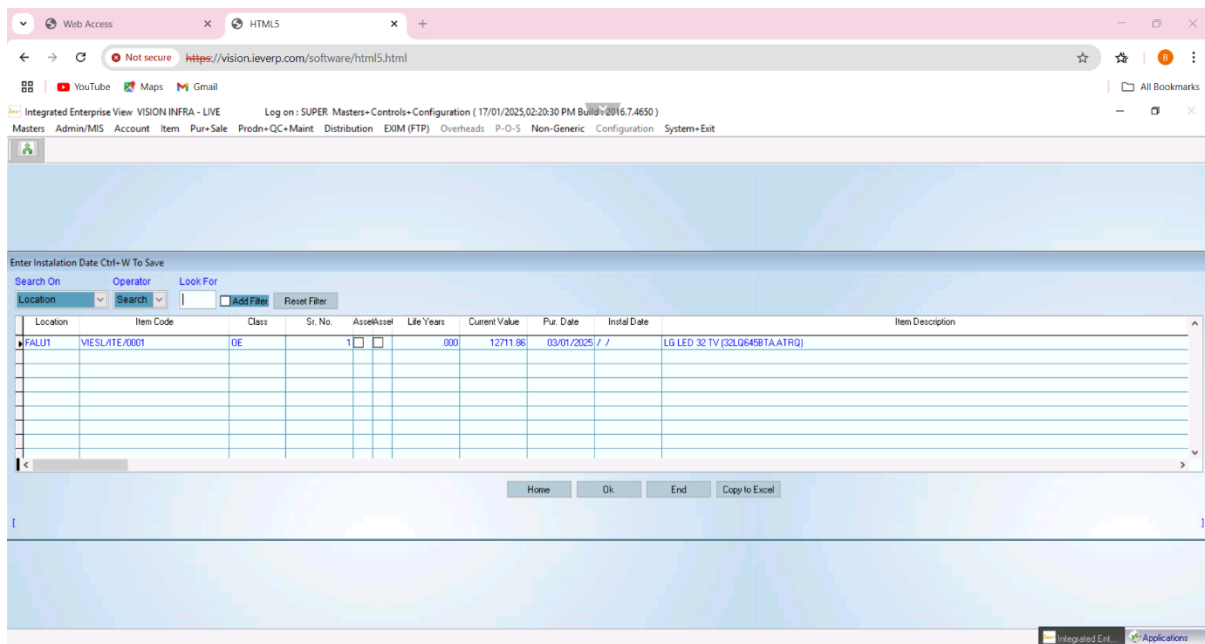 Web Access
HTML5
Not secure https://vision.ieverp.com/software/html5.html
B
YouTube Maps Gmail
All Bookmarks
Integrated Enterprise View VISION INFRA - LIVE Log on : SUPER Masters+Controls+Configuration ( 17/01/2025,02:20:30 PM Build : 2016.7.4650 )
Masters Admin/MIS Account Item Pur+Sale Prodn+QC+Maint Distribution EXIM (FTP) Overheads P-O-S Non-Generic Configuration System+Exit
Enter Instalation Date Ctrl+W To Save
Search On Operator Look For
Location Search Add Filter Reset Filter
Location Item Code Class Sr. No. Asset Asset Life Years Current Value Pur. Date Instal Date Item Description
FALU1 VIESL/ITE/0001 OE 1 .000 12711.86 03/01/2025 / / LG LED 32 TV (32LQ645BTA.ATRQ)
Home Ok End Copy to Excel
[ ]
Integrated Ent... Applications